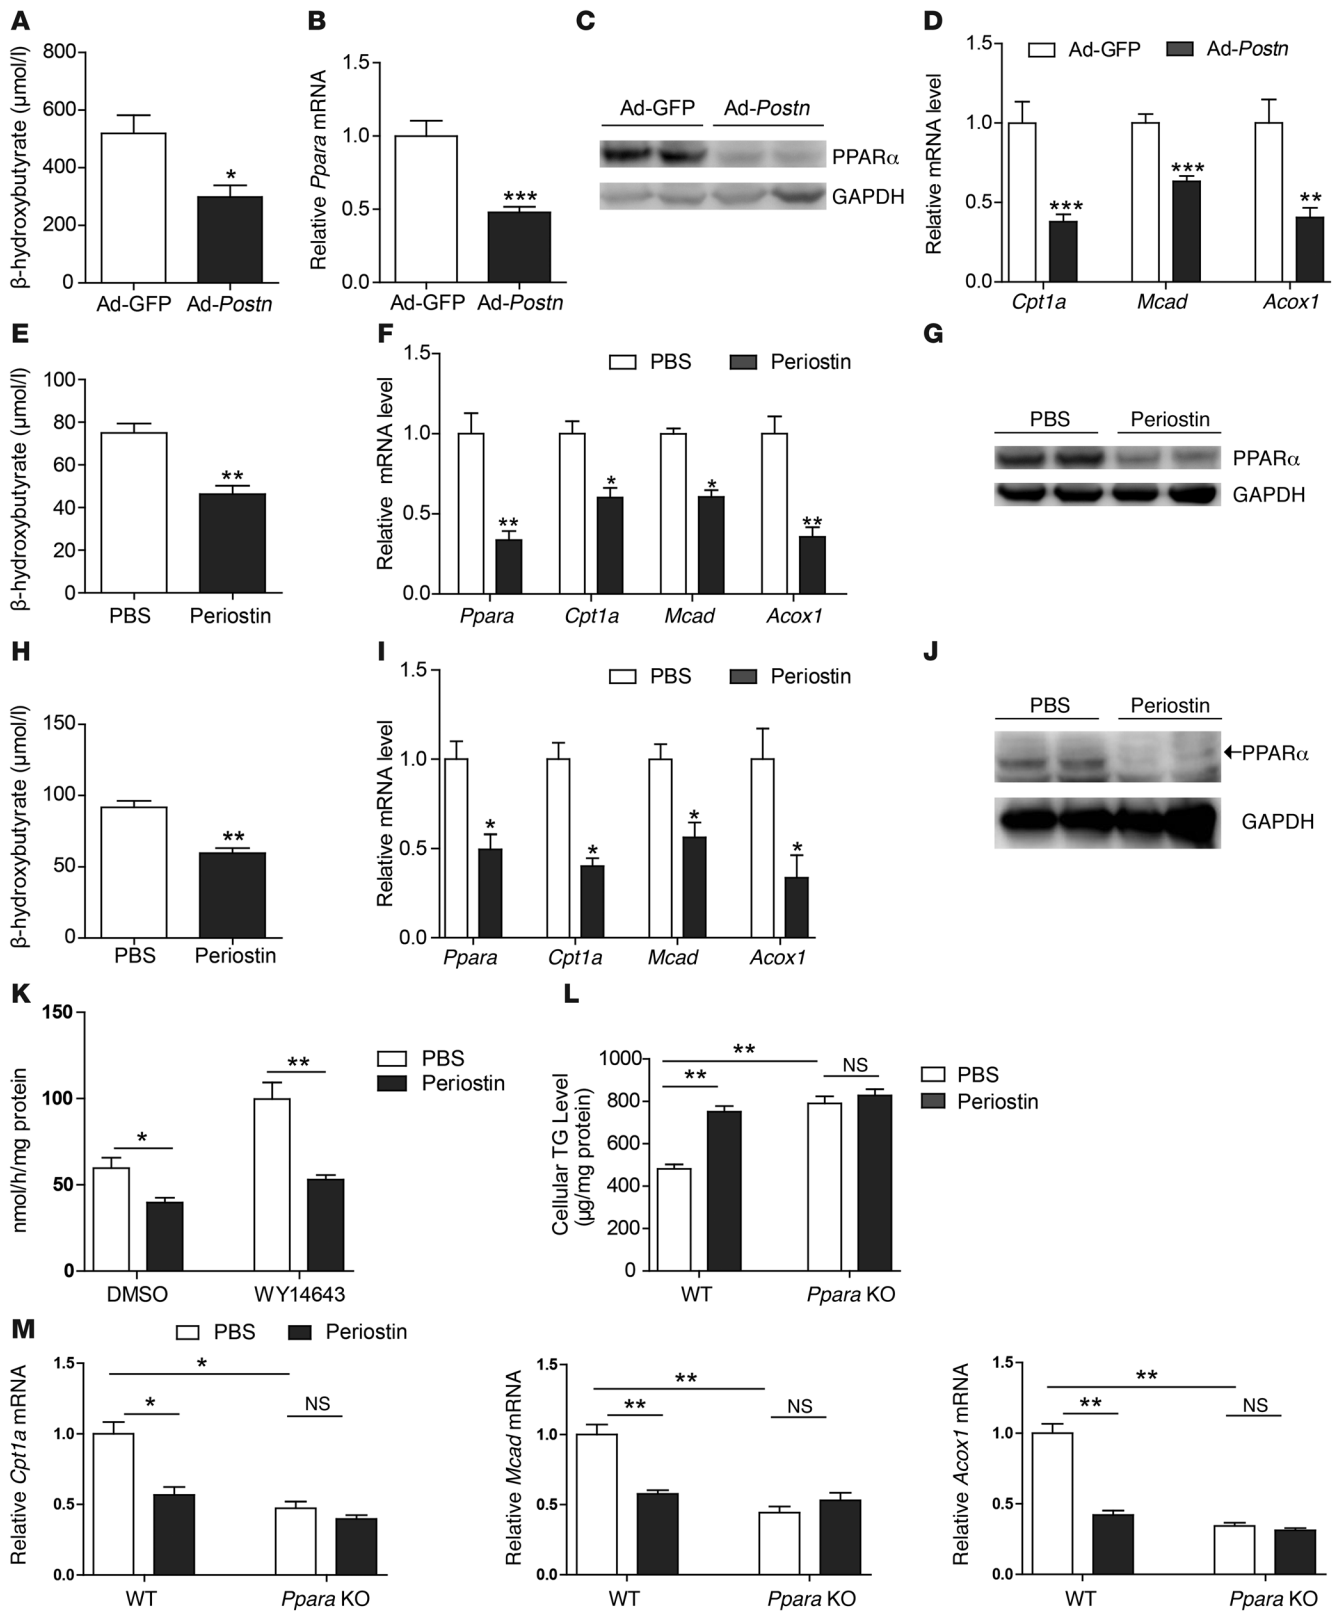 A
β-hydroxybutyrate (μmol/l)
800
600
400
200
0
*
Ad-GFP Ad-Postn
B
Relative Ppara mRNA
1.5
1.0
0.5
0.0
***
Ad-GFP Ad-Postn
C
Ad-GFP Ad-Postn
PPARα
GAPDH
D
Relative mRNA level
1.5
1.0
0.5
0.0
Ad-GFP Ad-Postn
*** *** **
Cpt1a Mcad Acox1
E
β-hydroxybutyrate (μmol/l)
100
80
60
40
20
0
**
PBS Periostin
F
Relative mRNA level
1.5
1.0
0.5
0.0
PBS Periostin
** * * **
Ppara Cpt1a Mcad Acox1
G
PBS Periostin
PPARα
GAPDH
H
β-hydroxybutyrate (μmol/l)
150
100
50
0
**
PBS Periostin
I
Relative mRNA level
1.5
1.0
0.5
0.0
PBS Periostin
* * * *
Ppara Cpt1a Mcad Acox1
J
PBS Periostin
PPARα
GAPDH
K
nmol/h/mg protein
150
100
50
0
* **
PBS
Periostin
DMSO WY14643
L
Cellular TG Level
(μg/mg protein)
1000
800
600
400
200
0
**
** NS
PBS
Periostin
WT Ppara KO
M
PBS Periostin
Relative Cpt1a mRNA
1.5
1.0
0.5
0.0
*
* NS
WT Ppara KO
Relative Mcad mRNA
1.5
1.0
0.5
0.0
**
** NS
WT Ppara KO
Relative Acox1 mRNA
1.5
1.0
0.5
0.0
**
** NS
WT Ppara KO